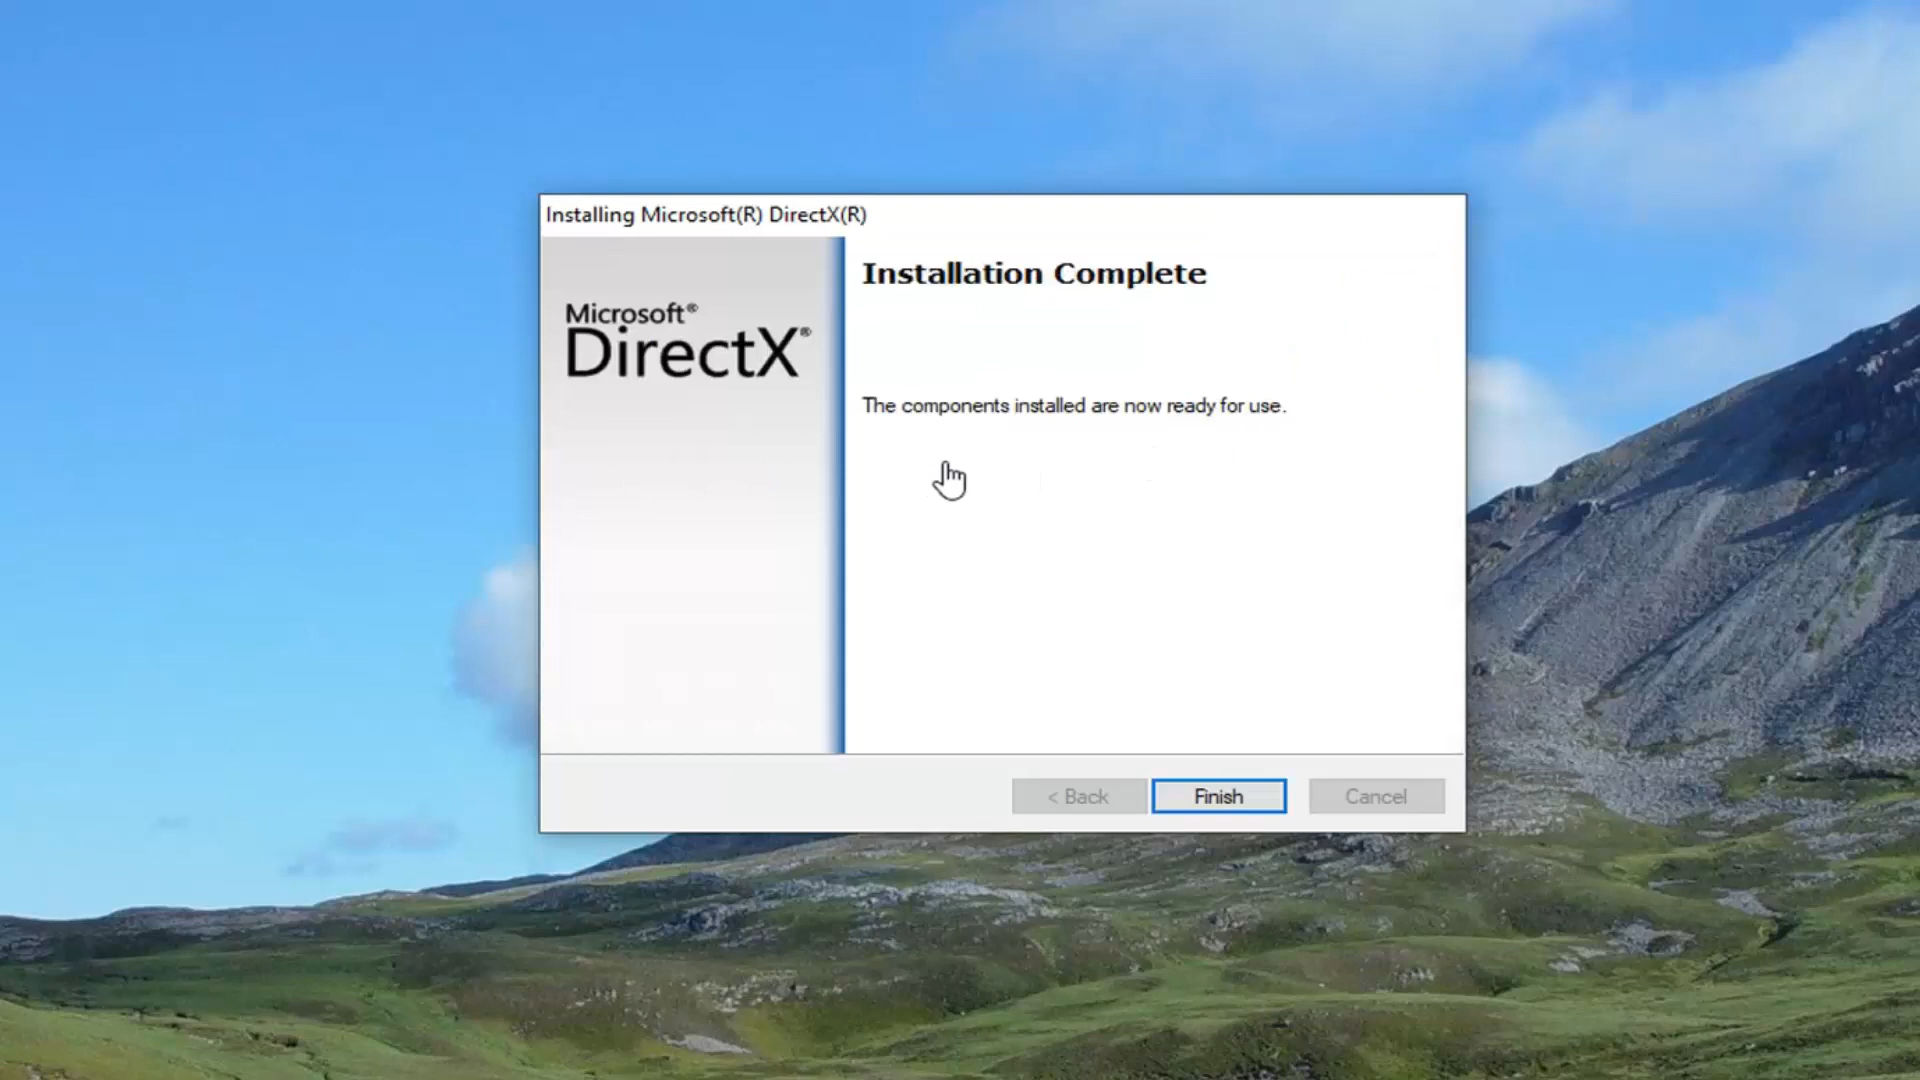 Installing Microsoft(R) DirectX(R)
Installation Complete
Microsoft®
DirectX®
The components installed are now ready for use.
< Back
Finish
Cancel